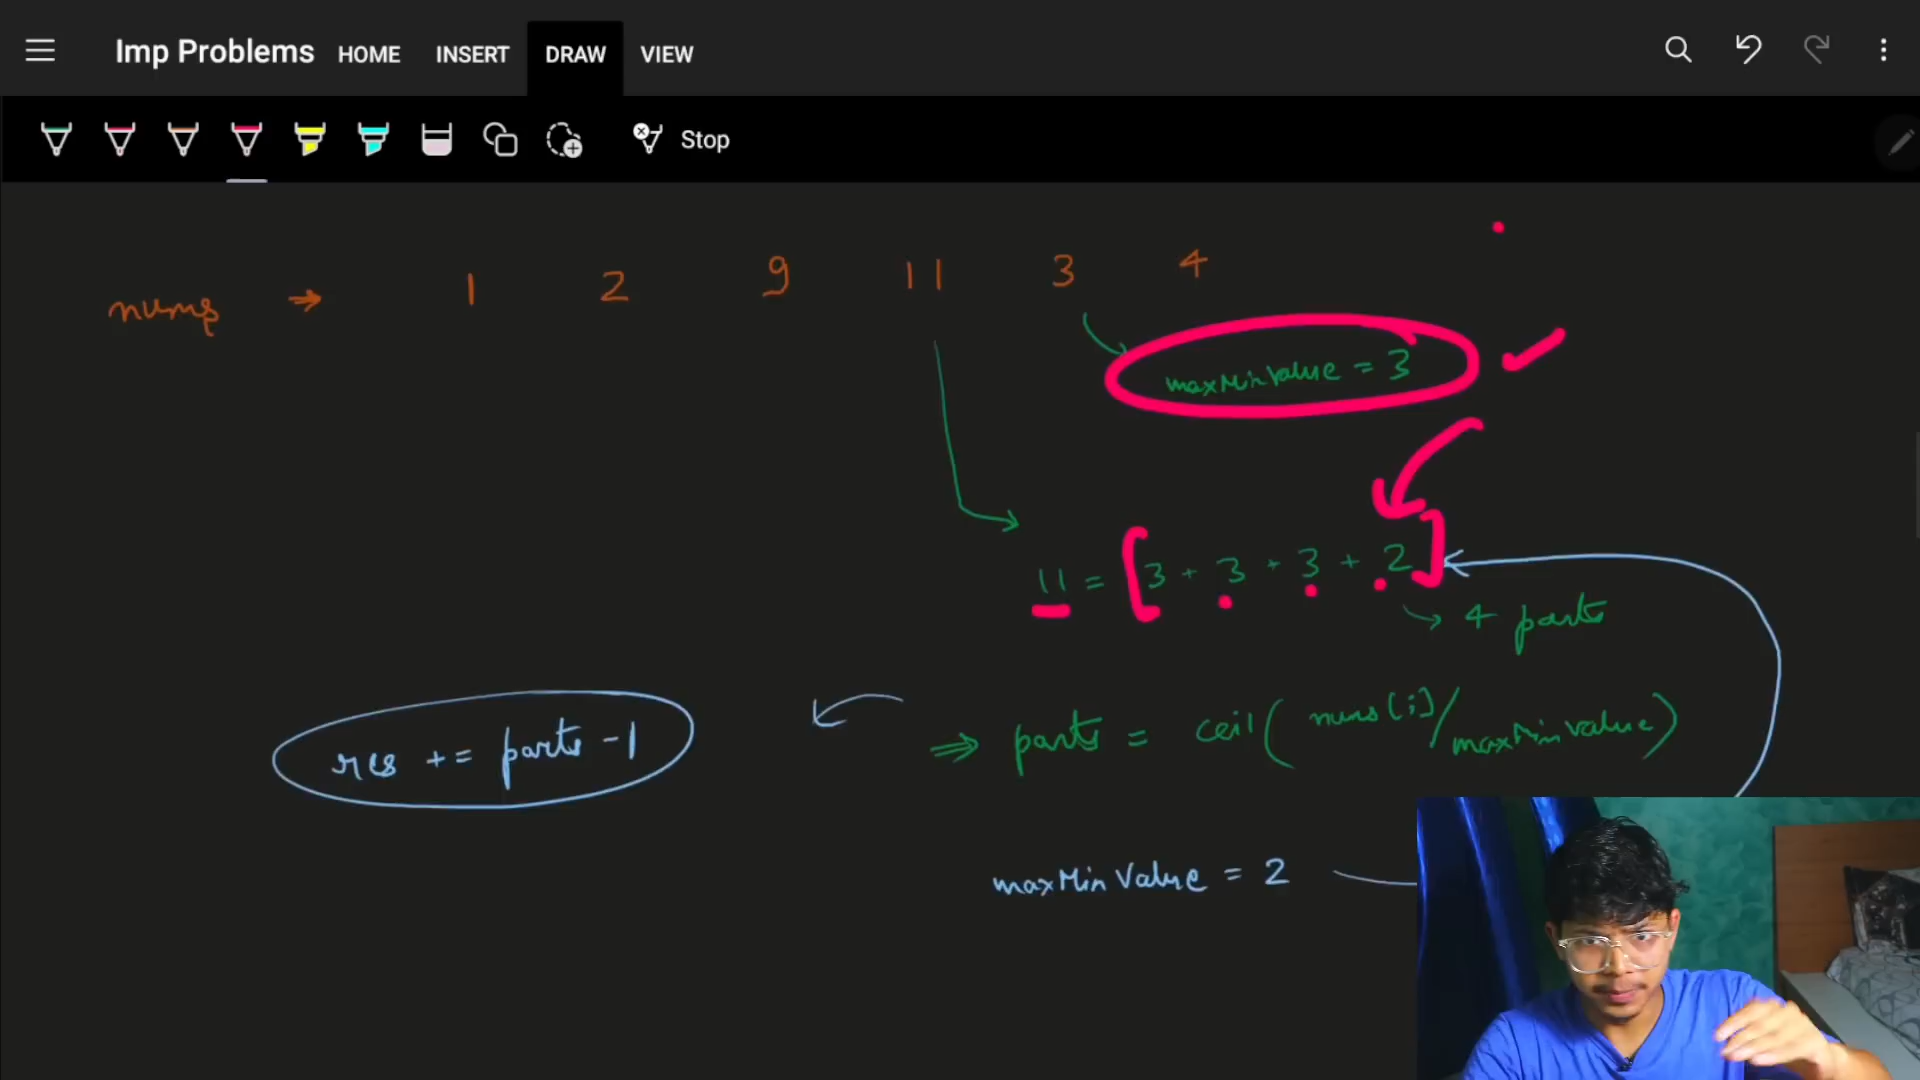 Imp Problems HOME INSERT DRAW VIEW
Stop
nums → 1 2 9 11 3 4
maxMinValue = 3
11 = [3 + 3 + 3 + 2]
→ 4 parts
⇒ parts = ceil( nums(i)/maxMinValue)
res += parts - 1
maxMinValue = 2